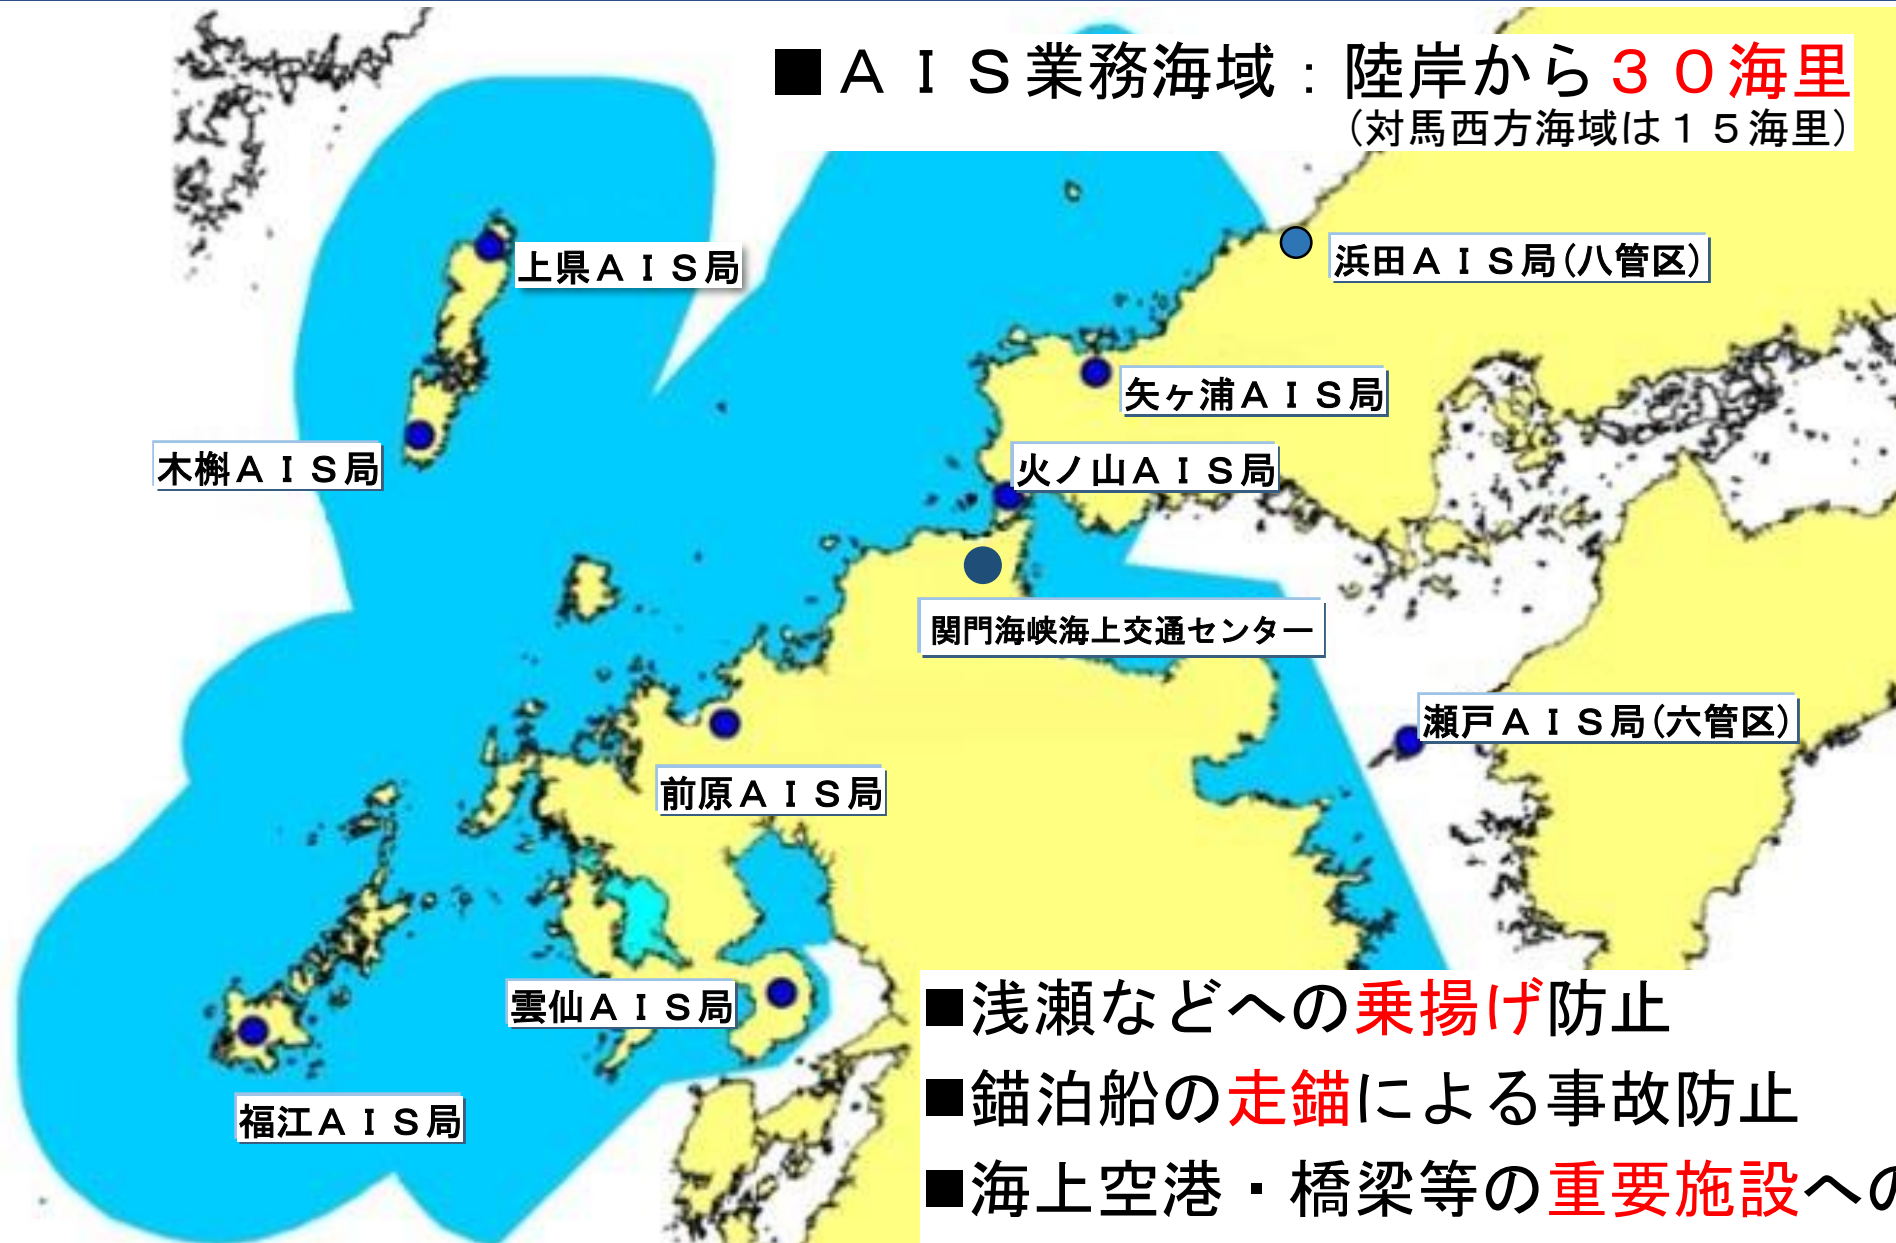 ■ＡＩＳ業務海域：陸岸から３０海里
（対馬西方海域は１５海里）
上県ＡＩＳ局
浜田ＡＩＳ局（八管区）
矢ヶ浦ＡＩＳ局
木槲ＡＩＳ局
火ノ山ＡＩＳ局
関門海峡海上交通センター
瀬戸ＡＩＳ局（六管区）
前原ＡＩＳ局
雲仙ＡＩＳ局
福江ＡＩＳ局
■浅瀬などへの乗揚げ防止
■錨泊船の走錨による事故防止
■海上空港・橋梁等の重要施設への